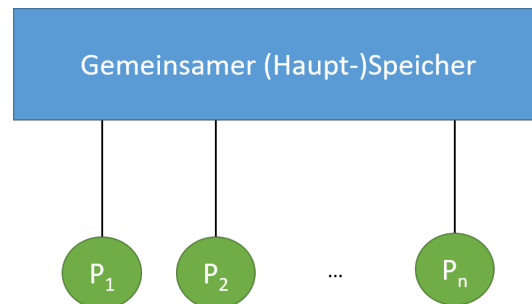 Gemeinsamer (Haupt-)Speicher
P₁ P₂ ... Pₙ